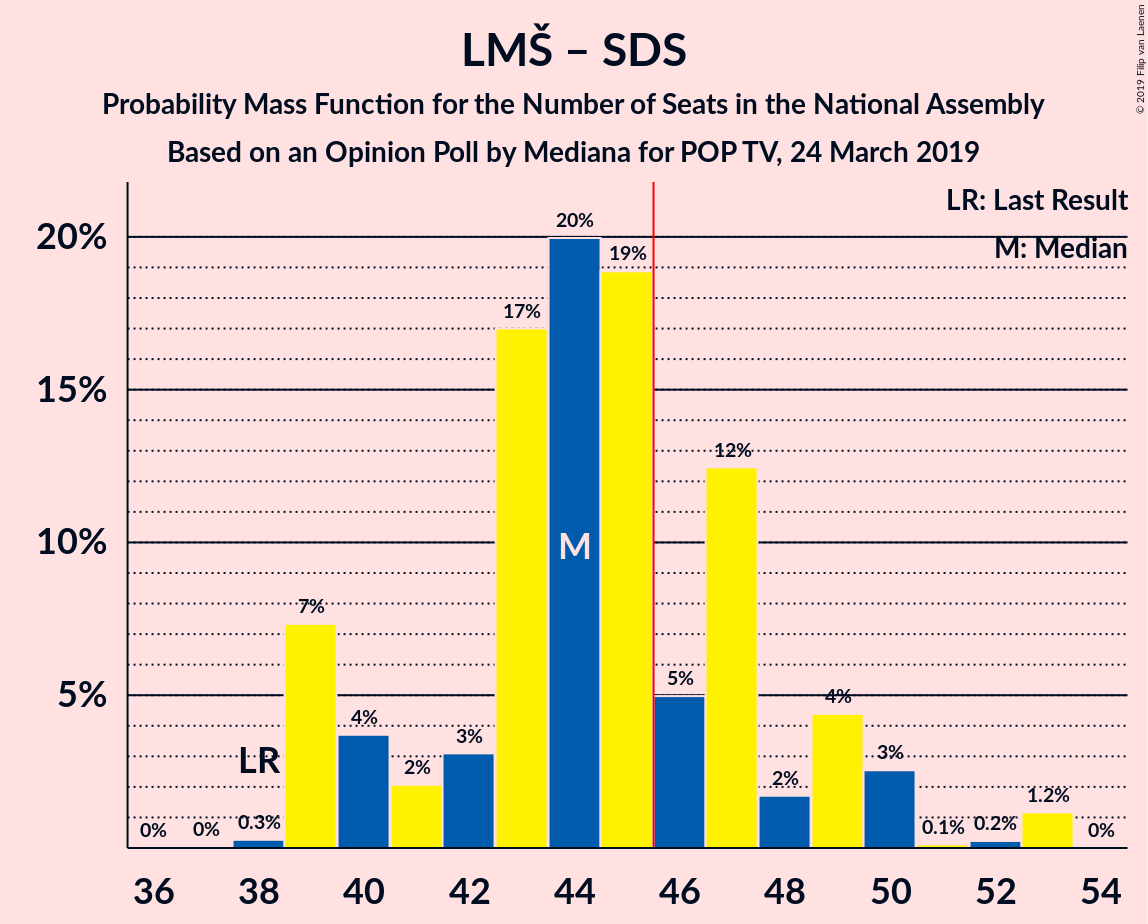 LMŠ – SDS
Probability Mass Function for the Number of Seats in the National Assembly
Based on an Opinion Poll by Mediana for POP TV, 24 March 2019
© 2019 Filip van Laenen
LR: Last Result
M: Median
20%
15%
10%
5%
0%
0%
0.3%
7%
4%
2%
3%
17%
20%
19%
5%
12%
2%
4%
3%
0.1%
0.2%
1.2%
0%
LR
M
36 38 40 42 44 46 48 50 52 54